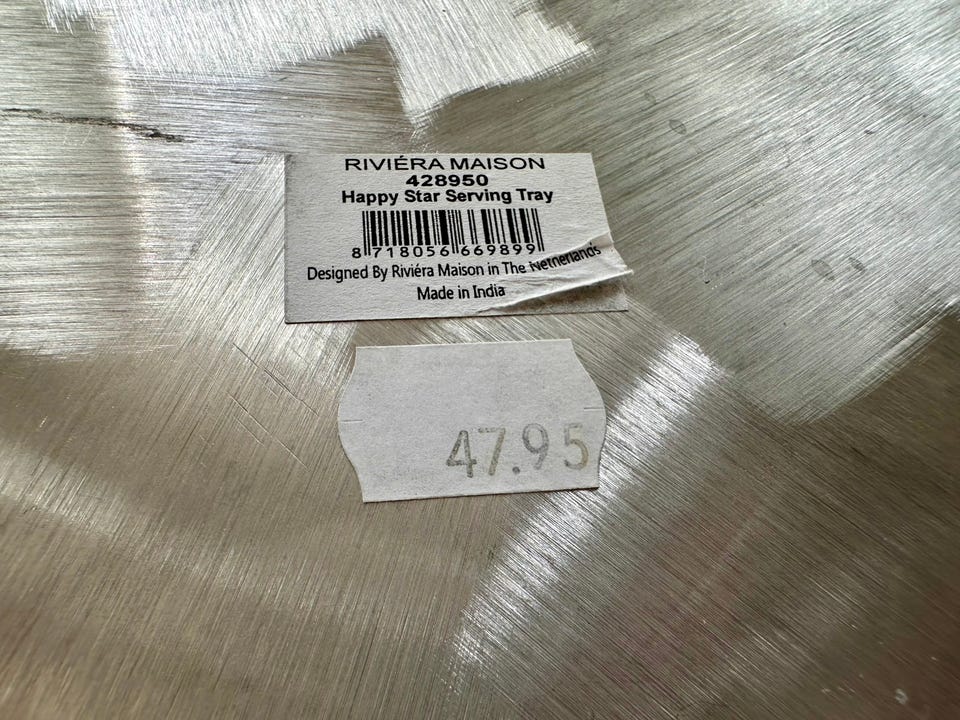 RIVIÉRA MAISON
428950
Happy Star Serving Tray
8 718056 669899
Designed By Riviéra Maison in The Netherlands
Made in India
47.95